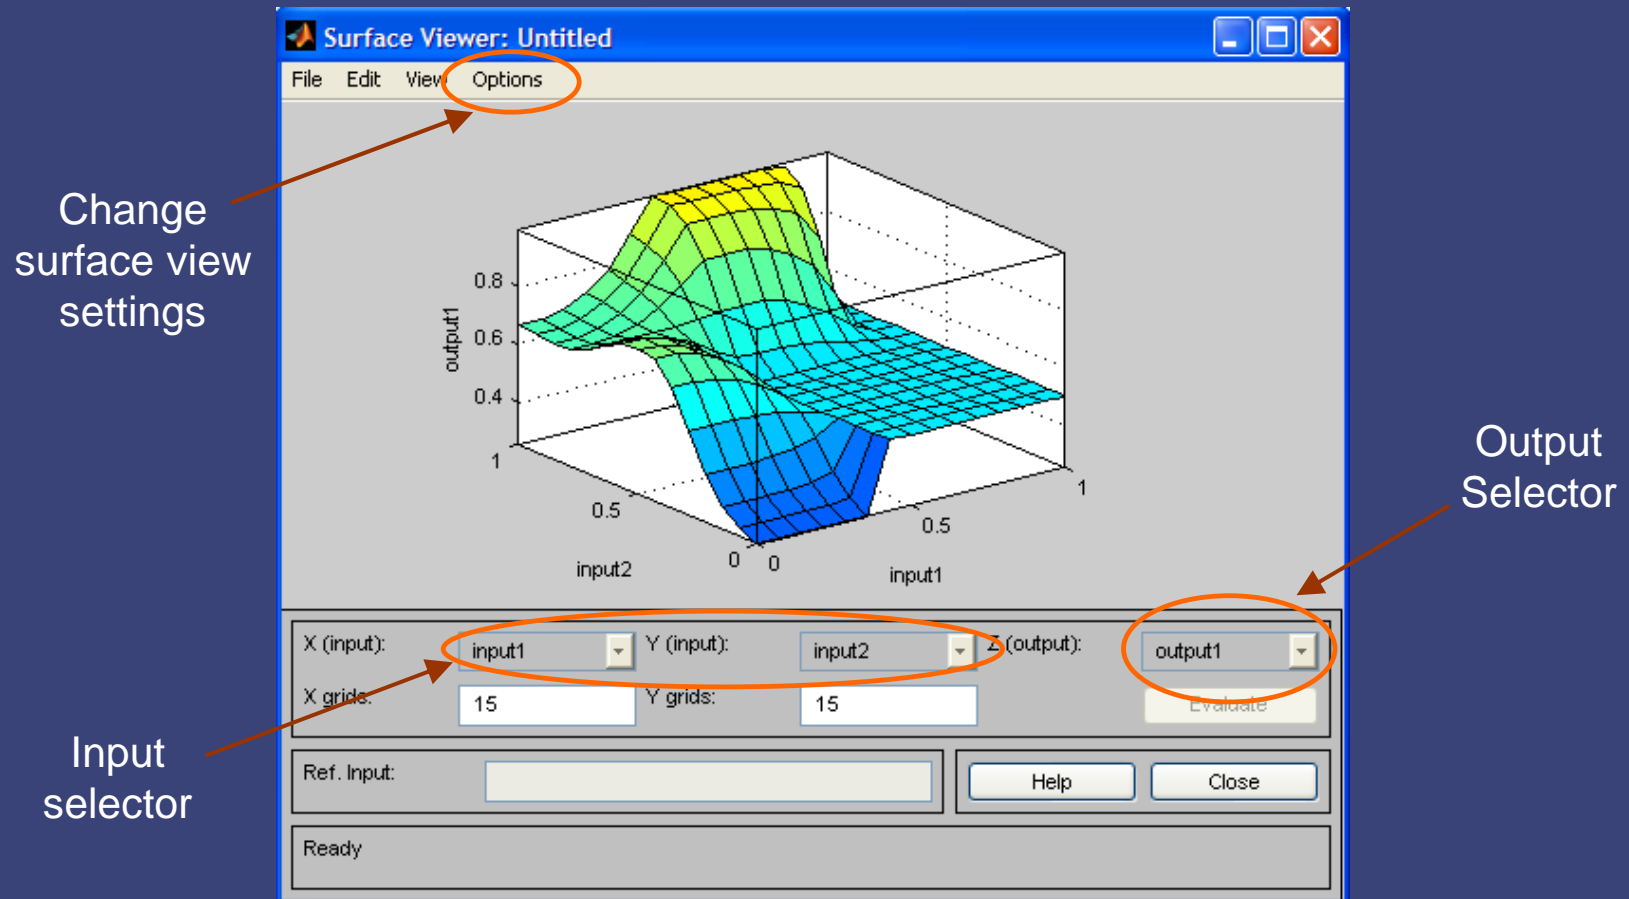 Surface Viewer: Untitled
File Edit View Options
Change
surface view
settings
output1
0.8
0.6
0.4
1
0.5
0
0
0.5
1
input2
input1
Output
Selector
X (input): input1 Y (input): input2 Z (output): output1
X grids: 15 Y grids: 15 Evaluate
Input
selector
Ref. Input: Help Close
Ready